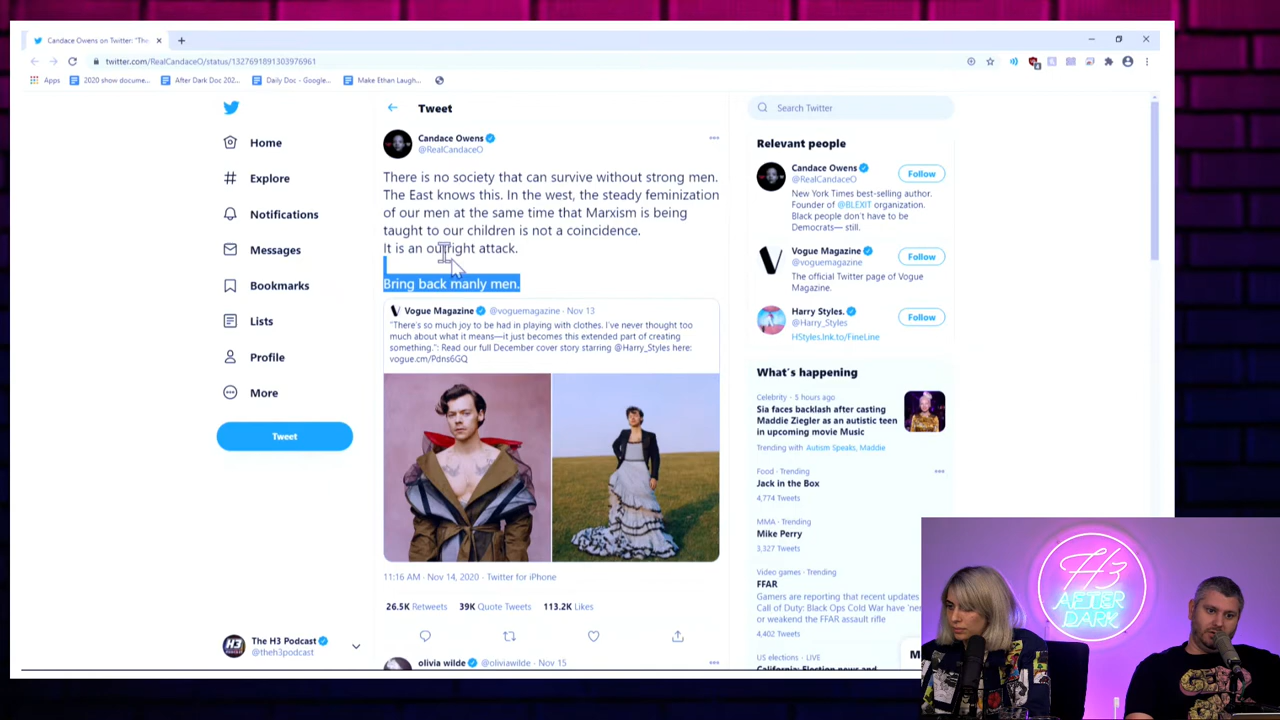 Candace Owens on Twitter: "The
twitter.com/RealCandaceO/status/1327691891303976961
Apps
2020 show docume...
After Dark Doc 202...
Daily Doc - Google...
Make Ethan Laugh...
Home
Explore
Notifications
Messages
Bookmarks
Lists
Profile
More
Tweet
The H3 Podcast
@theh3podcast
Tweet
Candace Owens
@RealCandaceO
There is no society that can survive without strong men.
The East knows this. In the west, the steady feminization
of our men at the same time that Marxism is being
taught to our children is not a coincidence.
It is an outright attack.
Bring back manly men.
Vogue Magazine @voguemagazine · Nov 13
"There's so much joy to be had in playing with clothes. I've never thought too
much about what it means—it just becomes this extended part of creating
something.": Read our full December cover story starring @Harry_Styles here:
vogue.cm/Pdns6GQ
11:16 AM · Nov 14, 2020 · Twitter for iPhone
26.5K Retweets 39K Quote Tweets 113.2K Likes
olivia wilde @oliviawilde · Nov 15
Search Twitter
Relevant people
Candace Owens
@RealCandaceO
Follow
New York Times best-selling author.
Founder of @BLEXIT organization.
Black people don't have to be
Democrats— still.
Vogue Magazine
@voguemagazine
Follow
The official Twitter page of Vogue
Magazine.
Harry Styles.
@Harry_Styles
Follow
HStyles.lnk.to/FineLine
What's happening
Celebrity · 5 hours ago
Sia faces backlash after casting
Maddie Ziegler as an autistic teen
in upcoming movie Music
Trending with Autism Speaks, Maddie
Food · Trending
Jack in the Box
4,774 Tweets
MMA · Trending
Mike Perry
3,327 Tweets
Video games · Trending
FFAR
Gamers are reporting that recent updates
Call of Duty: Black Ops Cold War have 'ner
or weaken the FFAR assault rifle
4,402 Tweets
US elections · LIVE
California: Election news and
M
H3
AFTER
DARK